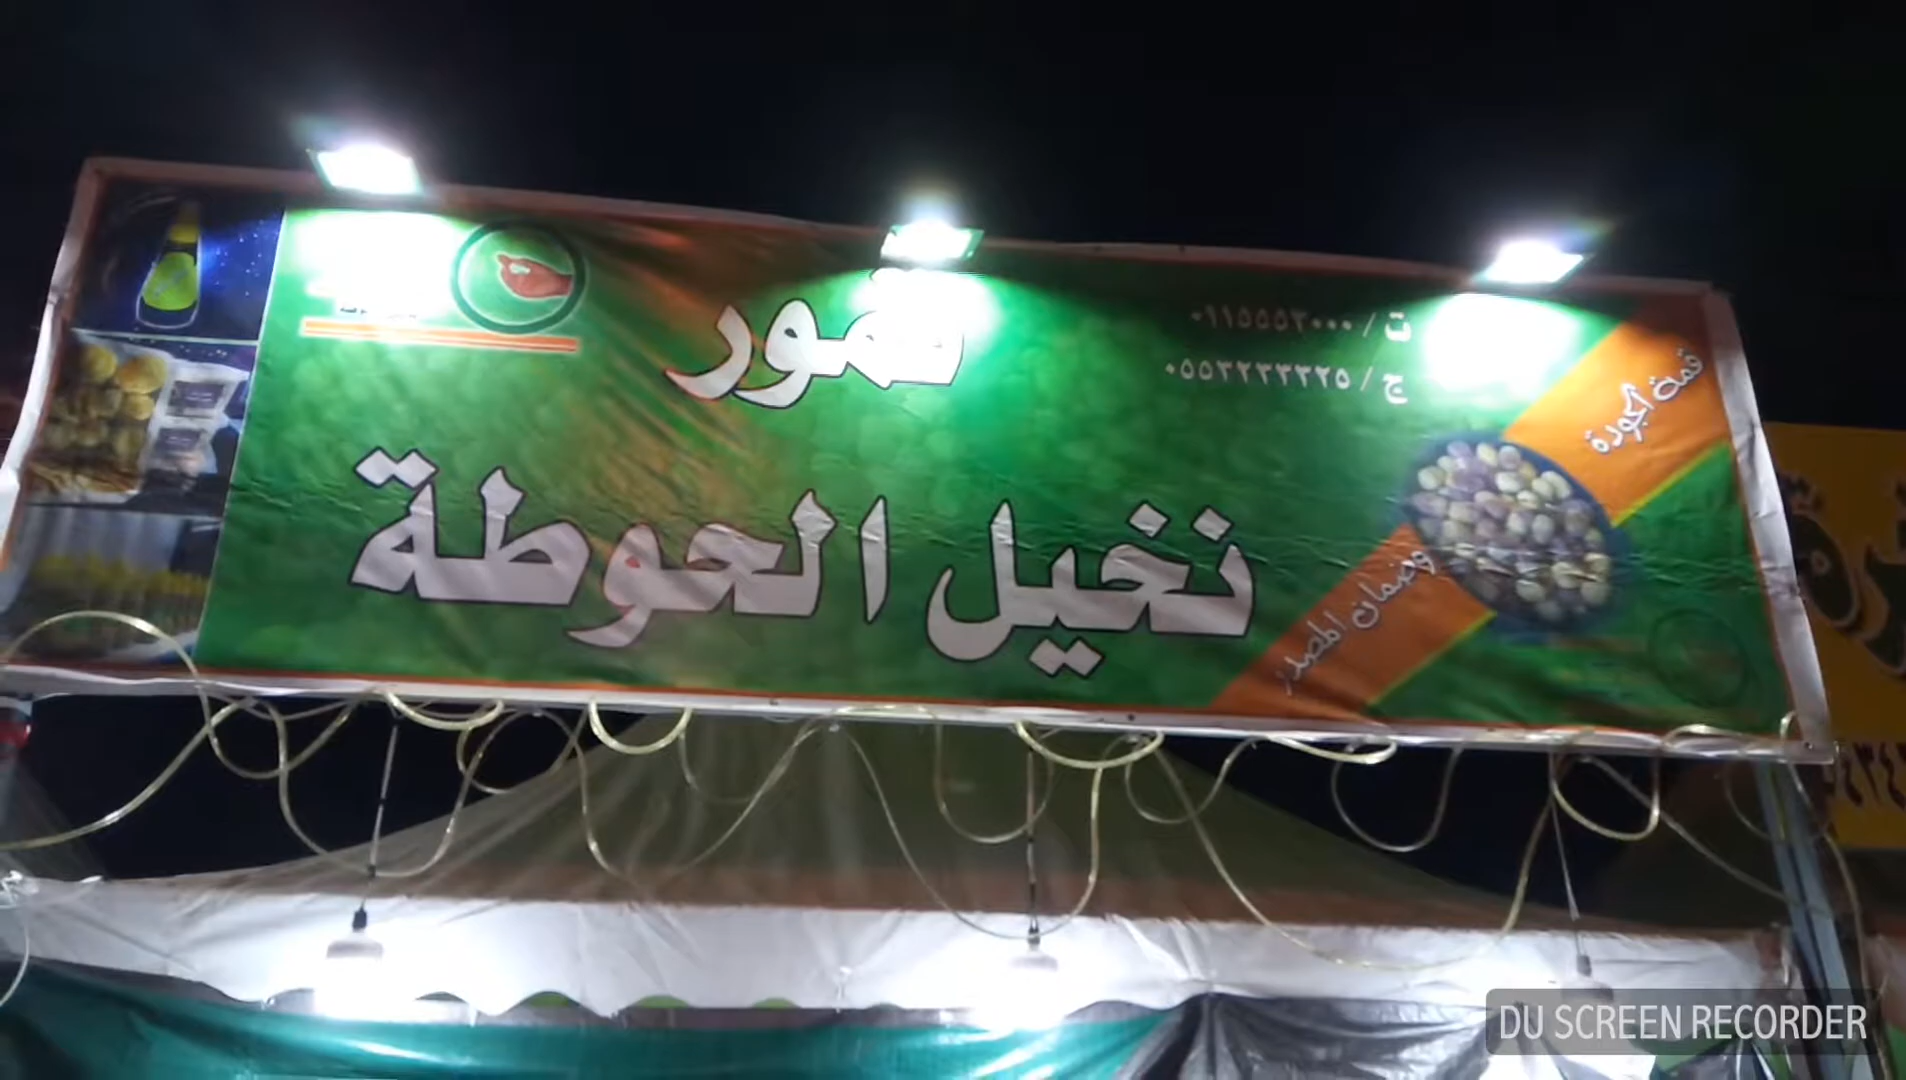 تمور
نخيل الحوطة
ت / ٠١١٥٥٥٣٠٠٠
ج / ٠٥٥٣٢٣٣٣٢٥
قمة الجودة
وضمان المصدر
DU SCREEN RECORDER